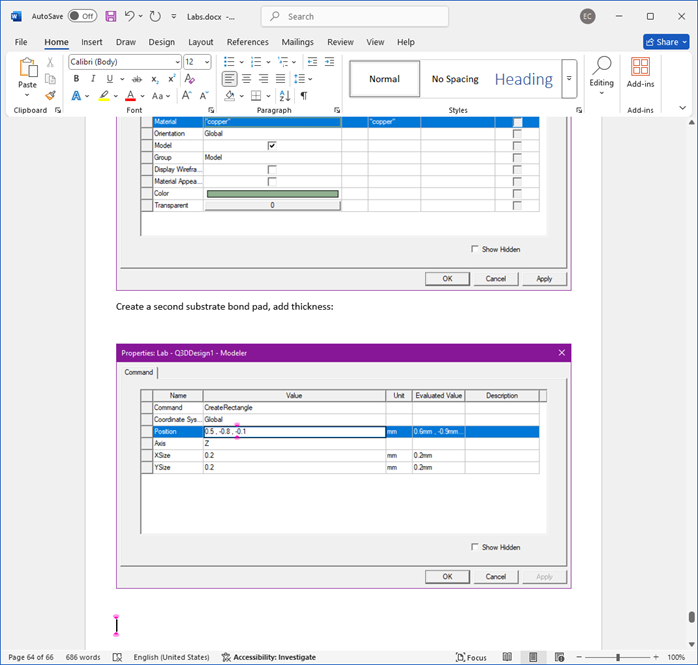 AutoSave Off Labs.docx -... Search EC
File Home Insert Draw Design Layout References Mailings Review View Help Share
Calibri (Body) 12
Paste B I U ab x₂ x² A Aa A A A A ¶ Normal No Spacing Heading Editing Add-ins
Clipboard Font Paragraph Styles Add-ins
Material "copper" "copper"
Orientation Global
Model
Group Model
Display Wirefra...
Material Appea...
Color
Transparent 0
Show Hidden
OK Cancel Apply
Create a second substrate bond pad, add thickness:
Properties: Lab - Q3DDesign1 - Modeler
Command
Name Value Unit Evaluated Value Description
Command CreateRectangle
Coordinate Sys... Global
Position 0.5 , -0.8 , -0.1 mm 0.6mm , -0.9mm...
Axis Z
XSize 0.2 mm 0.2mm
YSize 0.2 mm 0.2mm
Show Hidden
OK Cancel Apply
Page 64 of 66 686 words English (United States) Accessibility: Investigate Focus 100%